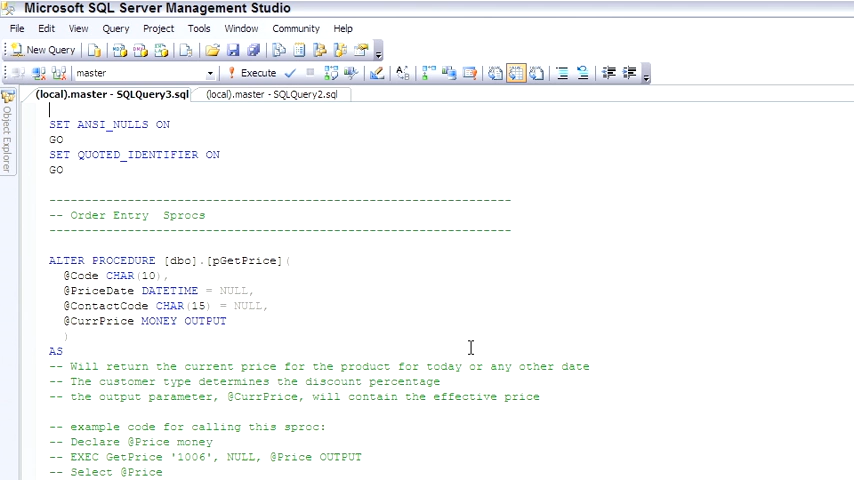 Microsoft SQL Server Management Studio
File Edit View Query Project Tools Window Community Help
New Query
master Execute
(local).master - SQLQuery3.sql (local).master - SQLQuery2.sql
Object Explorer
SET ANSI_NULLS ON
GO
SET QUOTED_IDENTIFIER ON
GO
----------------------------------------------------------------
-- Order Entry  Sprocs
----------------------------------------------------------------
ALTER PROCEDURE [dbo].[pGetPrice](
@Code CHAR(10),
@PriceDate DATETIME = NULL,
@ContactCode CHAR(15) = NULL,
@CurrPrice MONEY OUTPUT
)
AS
-- Will return the current price for the product for today or any other date
-- The customer type determines the discount percentage
-- the output parameter, @CurrPrice, will contain the effective price
-- example code for calling this sproc:
-- Declare @Price money
-- EXEC GetPrice '1006', NULL, @Price OUTPUT
-- Select @Price